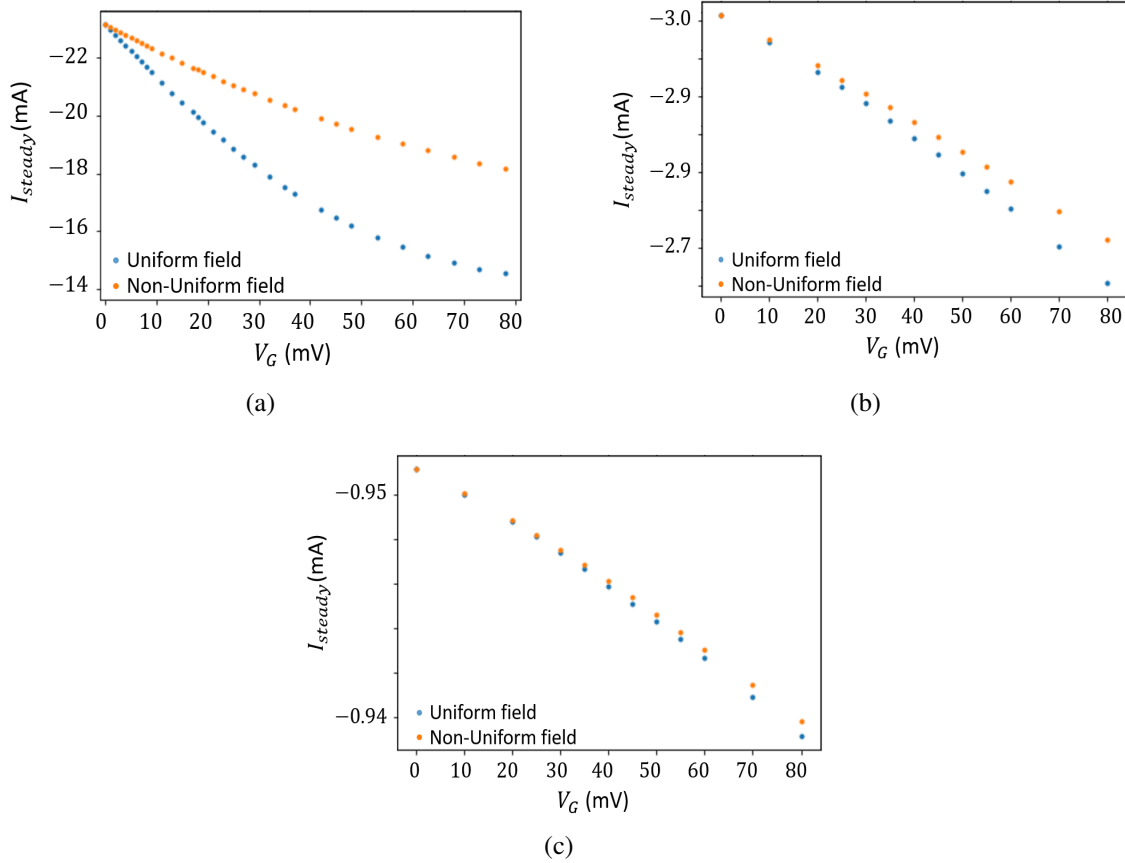 −22
−20
−18
−16
−14
I_steady(mA)
Uniform field
Non-Uniform field
0 10 20 30 40 50 60 70 80
V_G (mV)
(a)
−3.0
−2.9
−2.9
−2.7
I_steady(mA)
Uniform field
Non-Uniform field
0 10 20 30 40 50 60 70 80
V_G (mV)
(b)
−0.95
−0.94
I_steady(mA)
Uniform field
Non-Uniform field
0 10 20 30 40 50 60 70 80
V_G (mV)
(c)